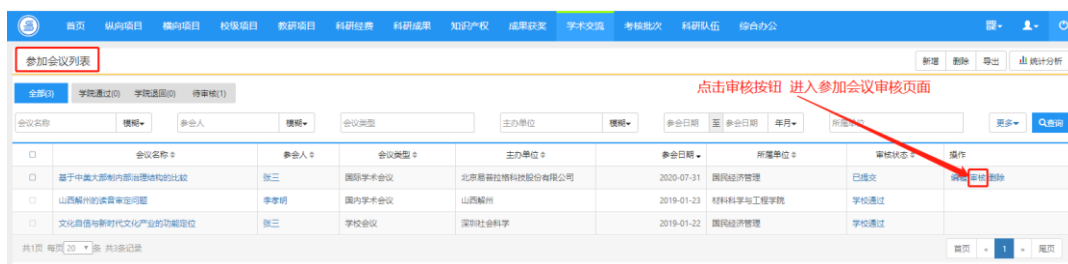 首页 纵向项目 横向项目 校级项目 教研项目 科研经费 科研成果 知识产权 成果获奖 学术交流 考核批次 科研队伍 综合办公
参加会议列表 新增 删除 导出 统计分析
点击审核按钮 进入参加会议审核页面
全部(3) 学院通过(0) 学院退回(0) 待审核(1)
会议名称 模糊 参会人 模糊 会议类型 主办单位 模糊 参会日期 至 参会日期 年月 所属单位 更多 查询
会议名称 参会人 会议类型 主办单位 参会日期 所属单位 审核状态 操作
基于中美大部制内部治理结构的比较 张三 国际学术会议 北京易普拉格科技股份有限公司 2020-07-31 国民经济管理 已提交 编辑 审核 删除
山西解州的读音审定问题 李孝明 国内学术会议 山西解州 2019-01-23 材料科学与工程学院 学校通过
文化自信与新时代文化产业的功能定位 张三 学校会议 深圳社会科学 2019-01-22 国民经济管理 学校通过
共1页 每页 20 条 共3条记录 首页 « 1 » 尾页